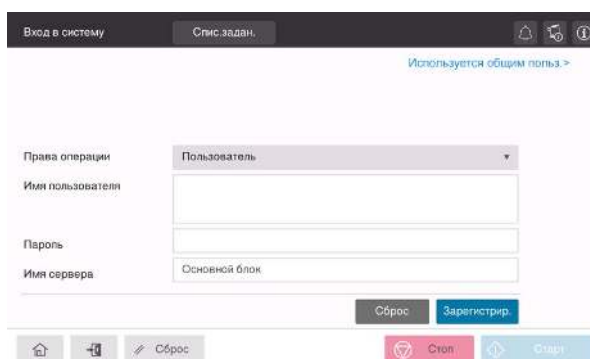 Вход в систему
Спис.задан.
Используется общим польз.>
Права операции
Пользователь
Имя пользователя
Пароль
Имя сервера
Основной блок
Сброс
Зарегистрир.
Сброс
Стоп
Старт